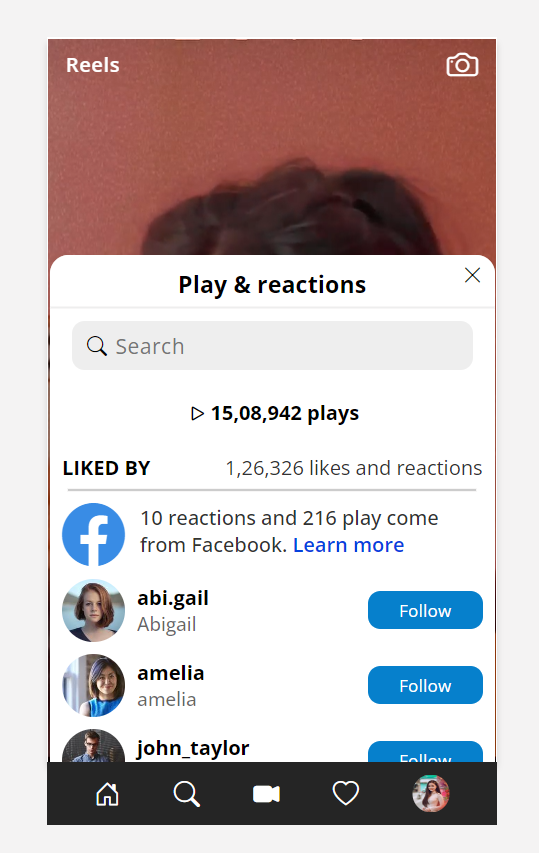 Reels
Play & reactions
Search
15,08,942 plays
LIKED BY 1,26,326 likes and reactions
10 reactions and 216 play come
from Facebook. Learn more
abi.gail
Abigail
Follow
amelia
amelia
Follow
john_taylor
Follow